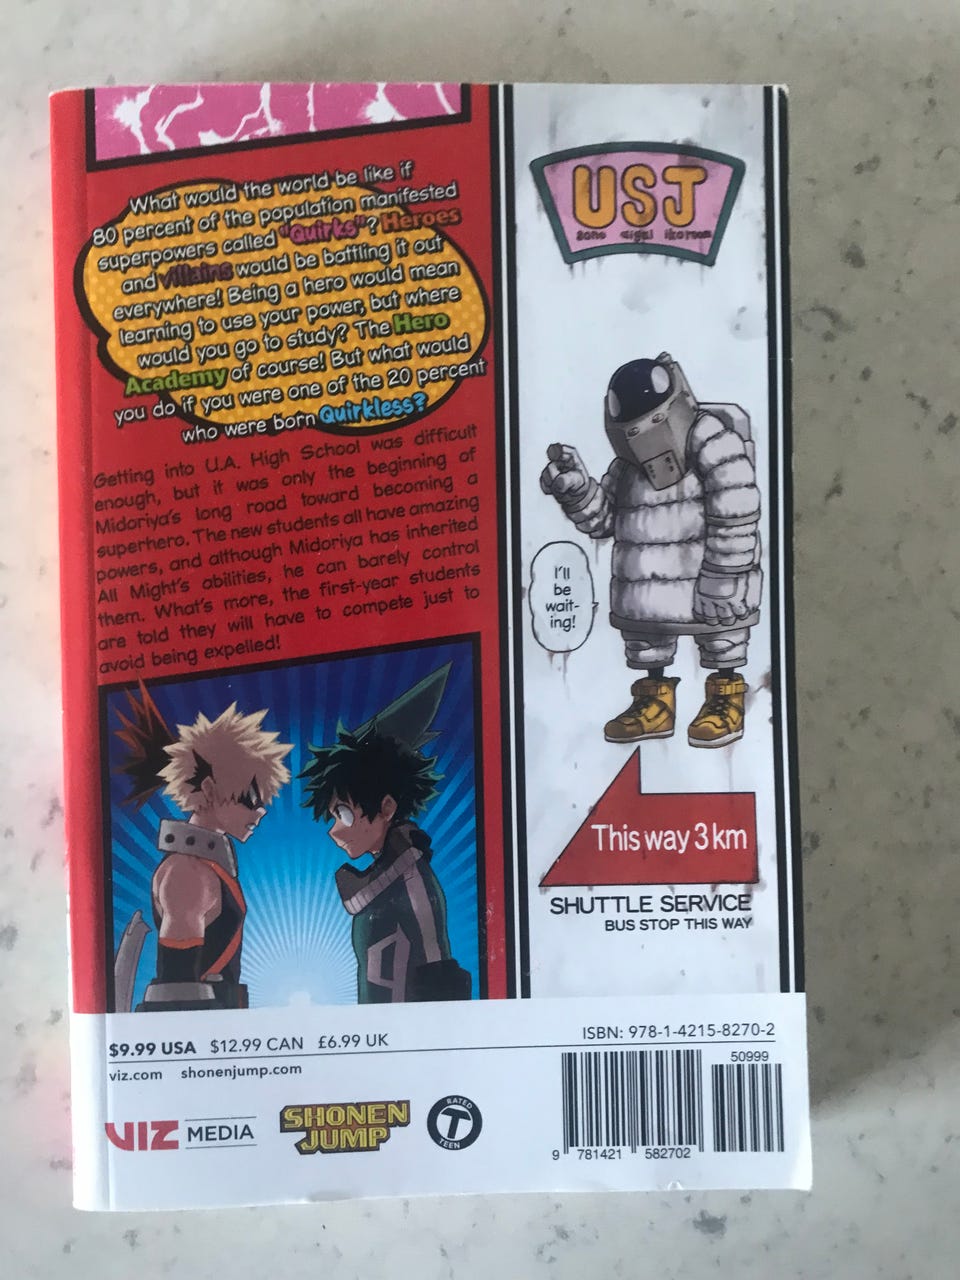 What would the world be like if
80 percent of the population manifested
superpowers called "Quirks"? Heroes
and villains would be battling it out
everywhere! Being a hero would mean
learning to use your power, but where
would you go to study? The Hero
Academy of course! But what would
you do if you were one of the 20 percent
who were born Quirkless?
Getting into U.A. High School was difficult
enough, but it was only the beginning of
Midoriya's long road toward becoming a
superhero. The new students all have amazing
powers, and although Midoriya has inherited
All Might's abilities, he can barely control
them. What's more, the first-year students
are told they will have to compete just to
avoid being expelled!
USJ
I'll
be
wait-
ing!
This way 3 km
SHUTTLE SERVICE
BUS STOP THIS WAY
$9.99 USA $12.99 CAN £6.99 UK
viz.com shonenjump.com
VIZ MEDIA
SHONEN
JUMP
RATED
T
TEEN
ISBN: 978-1-4215-8270-2
50999
9 781421 582702